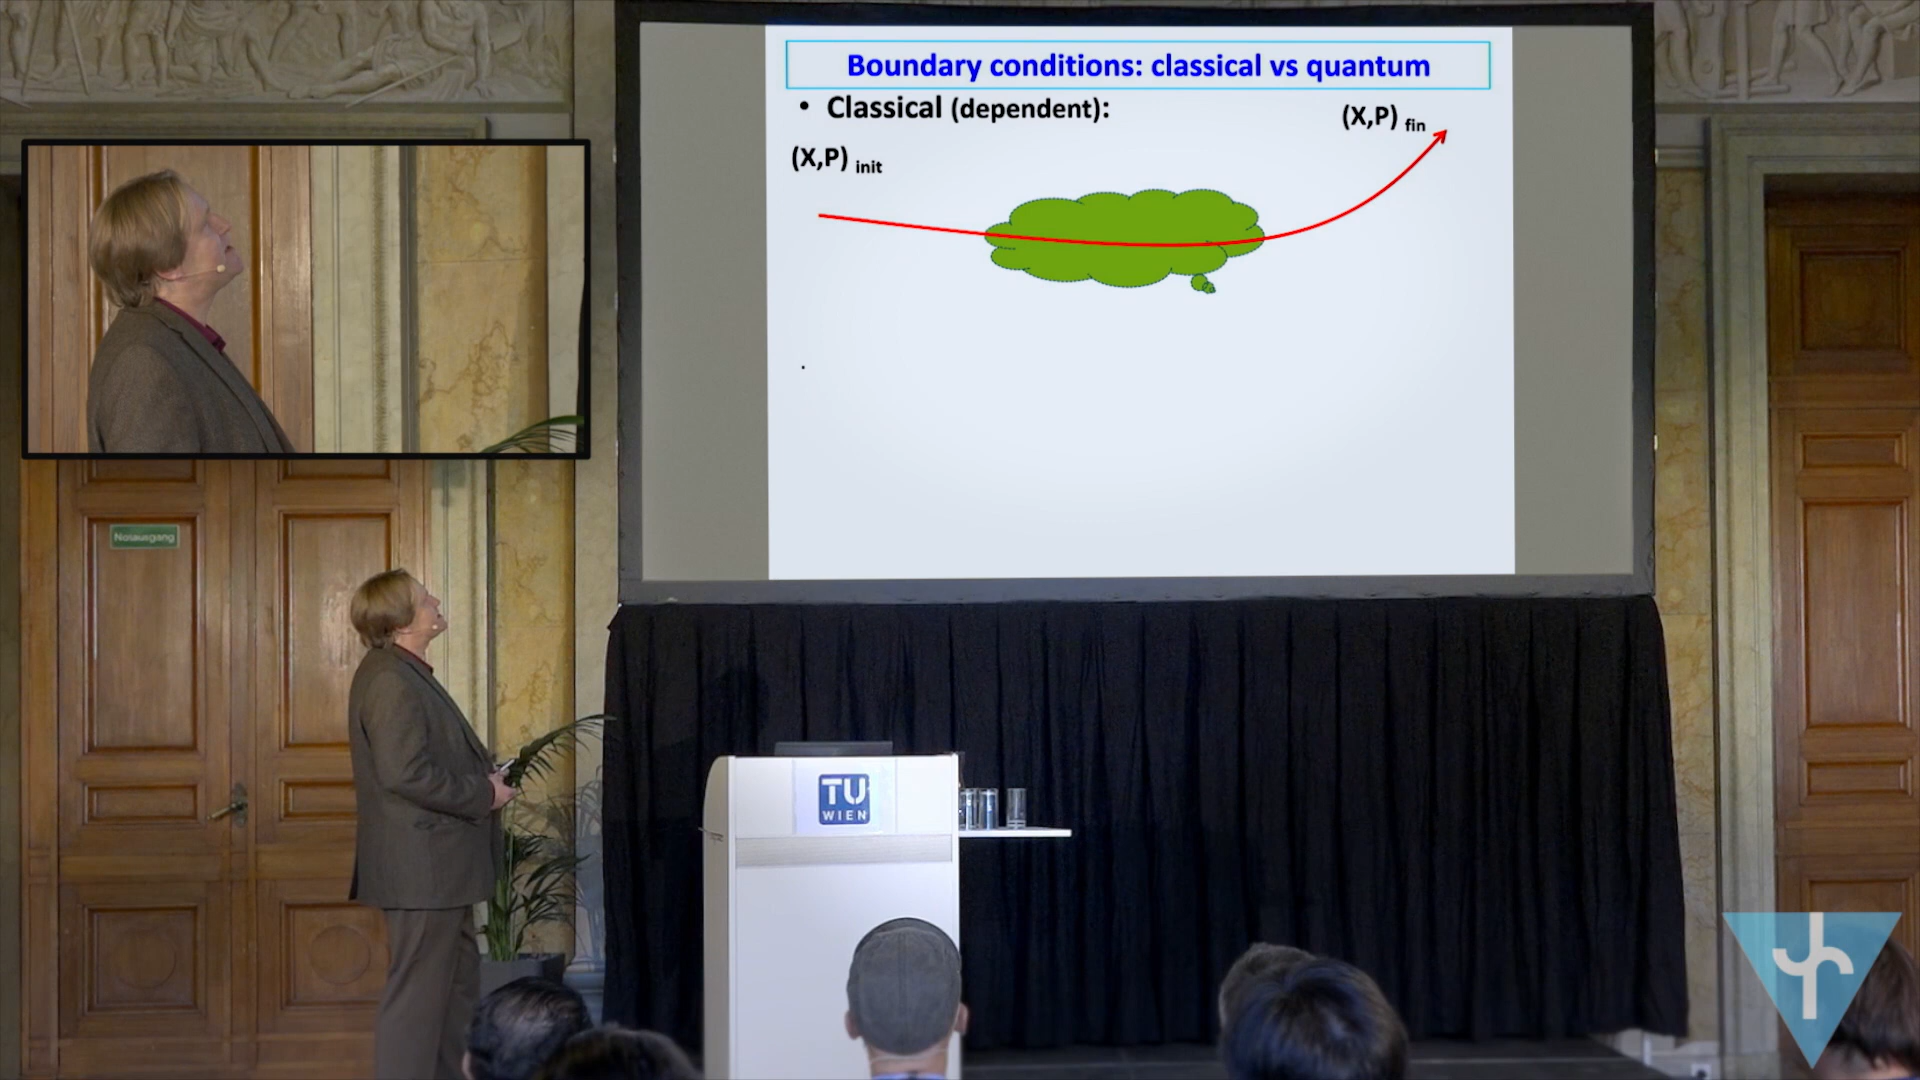 Boundary conditions: classical vs quantum
• Classical (dependent):
(X,P) fin
(X,P) init
Notausgang
TU
WIEN